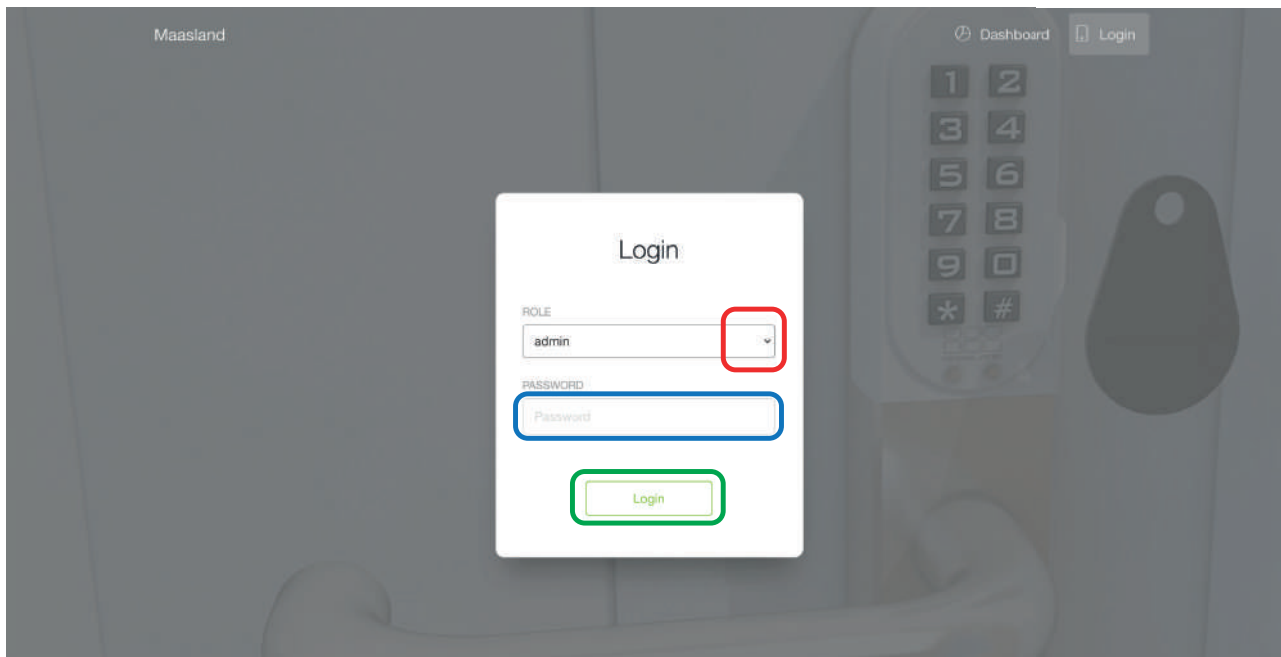 Maasland
Dashboard
Login
1 2
3 4
5 6
7 8
9 0
* #
Login
ROLE
admin
PASSWORD
Password
Login